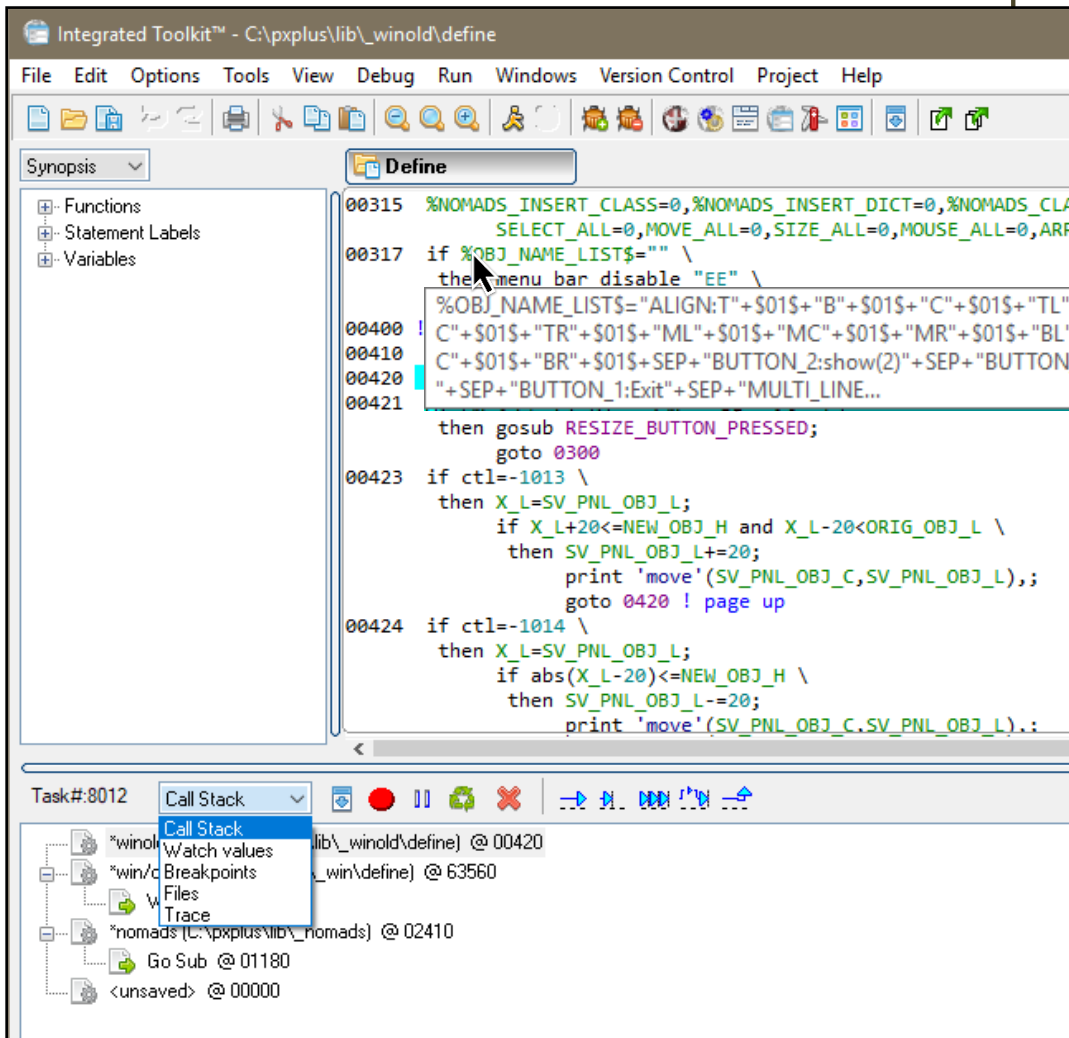 Integrated Toolkit™ - C:\pxplus\lib\_winold\define
File Edit Options Tools View Debug Run Windows Version Control Project Help
Synopsis
Define
Functions
Statement Labels
Variables
00315 %NOMADS_INSERT_CLASS=0,%NOMADS_INSERT_DICT=0,%NOMADS_CLA
SELECT_ALL=0,MOVE_ALL=0,SIZE_ALL=0,MOUSE_ALL=0,ARR
00317 if %OBJ_NAME_LIST$="" \
the menu bar disable "EE" \
%OBJ_NAME_LIST$="ALIGN:T"+$01$+"B"+$01$+"C"+$01$+"TL"
00400 ! C"+$01$+"TR"+$01$+"ML"+$01$+"MC"+$01$+"MR"+$01$+"BL"
00410 C"+$01$+"BR"+$01$+SEP+"BUTTON_2:show(2)"+SEP+"BUTTON
00420 "+SEP+"BUTTON_1:Exit"+SEP+"MULTI_LINE...
00421
then gosub RESIZE_BUTTON_PRESSED;
goto 0300
00423 if ctl=-1013 \
then X_L=SV_PNL_OBJ_L;
if X_L+20<=NEW_OBJ_H and X_L-20<ORIG_OBJ_L \
then SV_PNL_OBJ_L+=20;
print 'move'(SV_PNL_OBJ_C,SV_PNL_OBJ_L),;
goto 0420 ! page up
00424 if ctl=-1014 \
then X_L=SV_PNL_OBJ_L;
if abs(X_L-20)<=NEW_OBJ_H \
then SV_PNL_OBJ_L-=20;
print 'move'(SV_PNL_OBJ_C,SV_PNL_OBJ_L),;
Task#:8012 Call Stack
Call Stack
Watch values
Breakpoints
Files
Trace
*winol lib\_winold\define) @ 00420
*win/d \_win\define) @ 63560
*nomads (C:\pxplus\lib\_nomads) @ 02410
Go Sub @ 01180
<unsaved> @ 00000